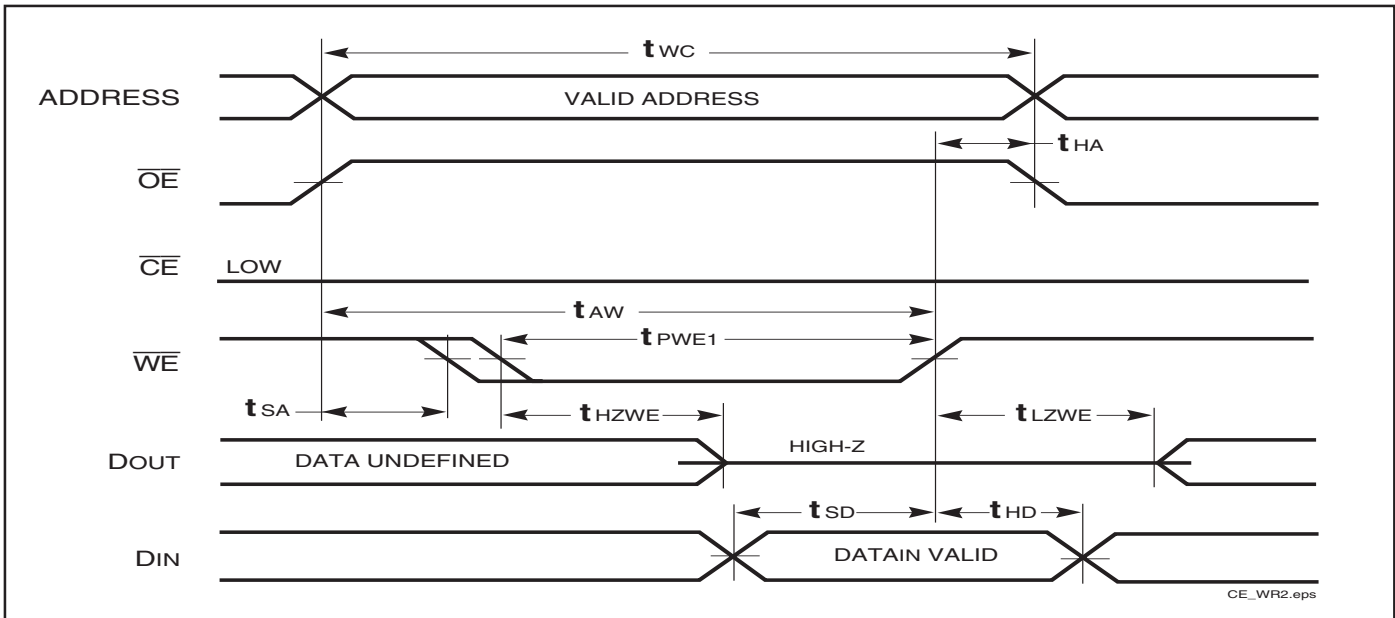 tWC
ADDRESS
VALID ADDRESS
tHA
OE
CE
LOW
tAW
tPWE1
WE
tSA
tHZWE
tLZWE
DOUT
DATA UNDEFINED
HIGH-Z
tSD
tHD
DIN
DATAIN VALID
CE_WR2.eps